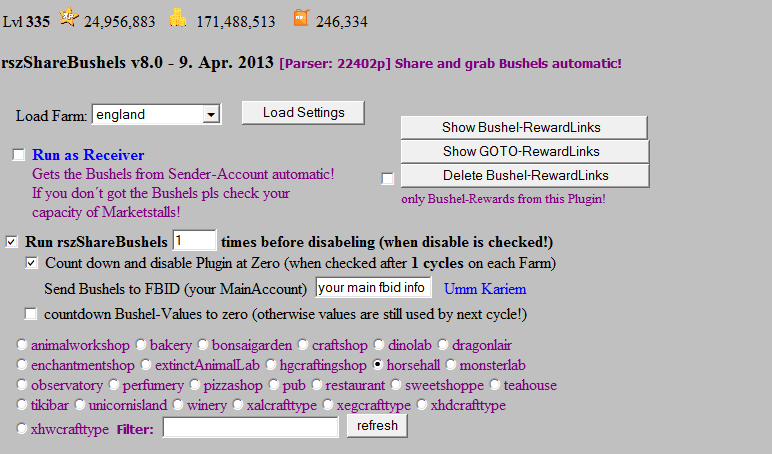 Lvl 335 24,956,883 171,488,513 246,334
rszShareBushels v8.0 - 9. Apr. 2013 [Parser: 22402p] Share and grab Bushels automatic!
Load Farm: england Load Settings
Show Bushel-RewardLinks
Show GOTO-RewardLinks
Delete Bushel-RewardLinks
only Bushel-Rewards from this Plugin!
Run as Receiver
Gets the Bushels from Sender-Account automatic!
If you don´t got the Bushels pls check your
capacity of Marketstalls!
Run rszShareBushels 1 times before disabeling (when disable is checked!)
Count down and disable Plugin at Zero (when checked after 1 cycles on each Farm)
Send Bushels to FBID (your MainAccount) your main fbid info Umm Kariem
countdown Bushel-Values to zero (otherwise values are still used by next cycle!)
animalworkshop bakery bonsaigarden craftshop dinolab dragonlair
enchantmentshop extinctAnimalLab hgcraftingshop horsehall monsterlab
observatory perfumery pizzashop pub restaurant sweetshoppe teahouse
tikibar unicornisland winery xalcrafttype xegcrafttype xhdcrafttype
xhwcrafttype Filter: refresh